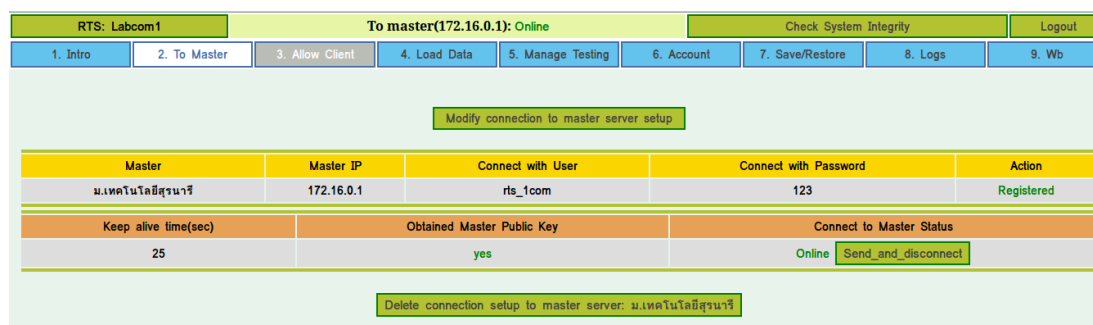 RTS: Labcom1 To master(172.16.0.1): Online Check System Integrity Logout
1. Intro 2. To Master 3. Allow Client 4. Load Data 5. Manage Testing 6. Account 7. Save/Restore 8. Logs 9. Wb
Modify connection to master server setup
Master Master IP Connect with User Connect with Password Action
ม.เทคโนโลยีสุรนารี 172.16.0.1 rts_1com 123 Registered
Keep alive time(sec) Obtained Master Public Key Connect to Master Status
25 yes Online Send_and_disconnect
Delete connection setup to master server: ม.เทคโนโลยีสุรนารี